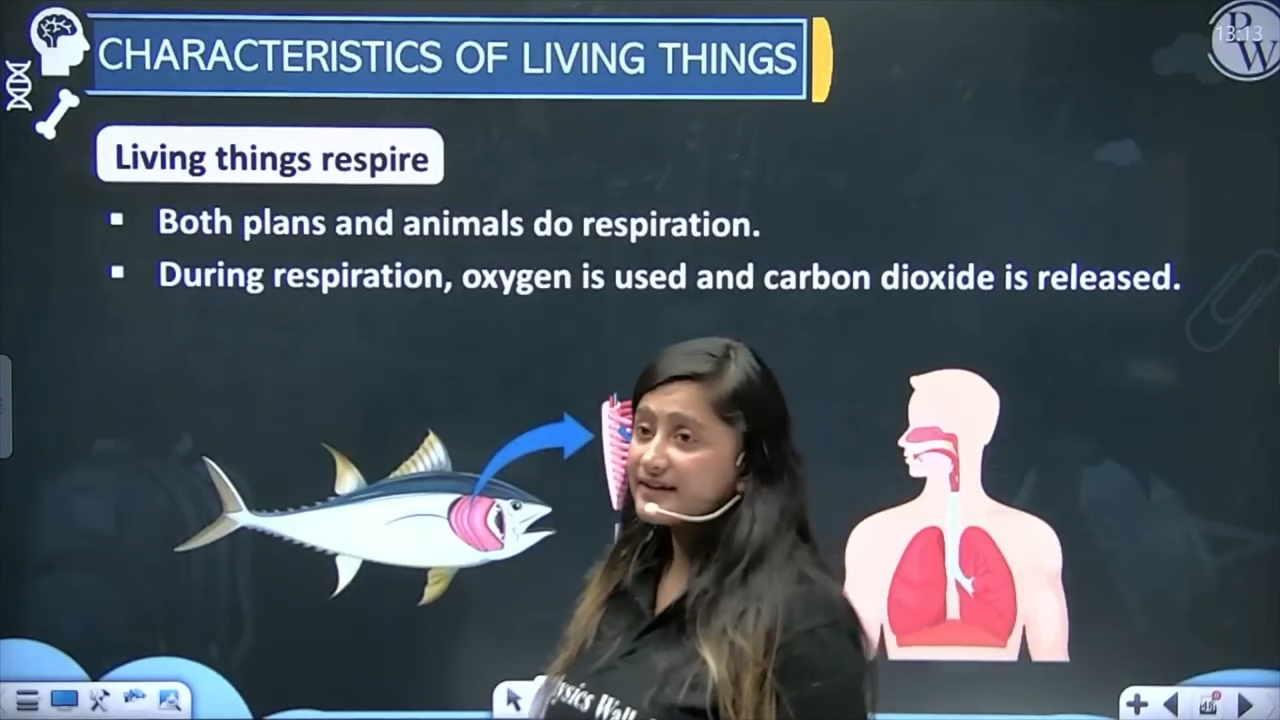 CHARACTERISTICS OF LIVING THINGS
P
W
13:13
Living things respire
▪ Both plans and animals do respiration.
▪ During respiration, oxygen is used and carbon dioxide is released.